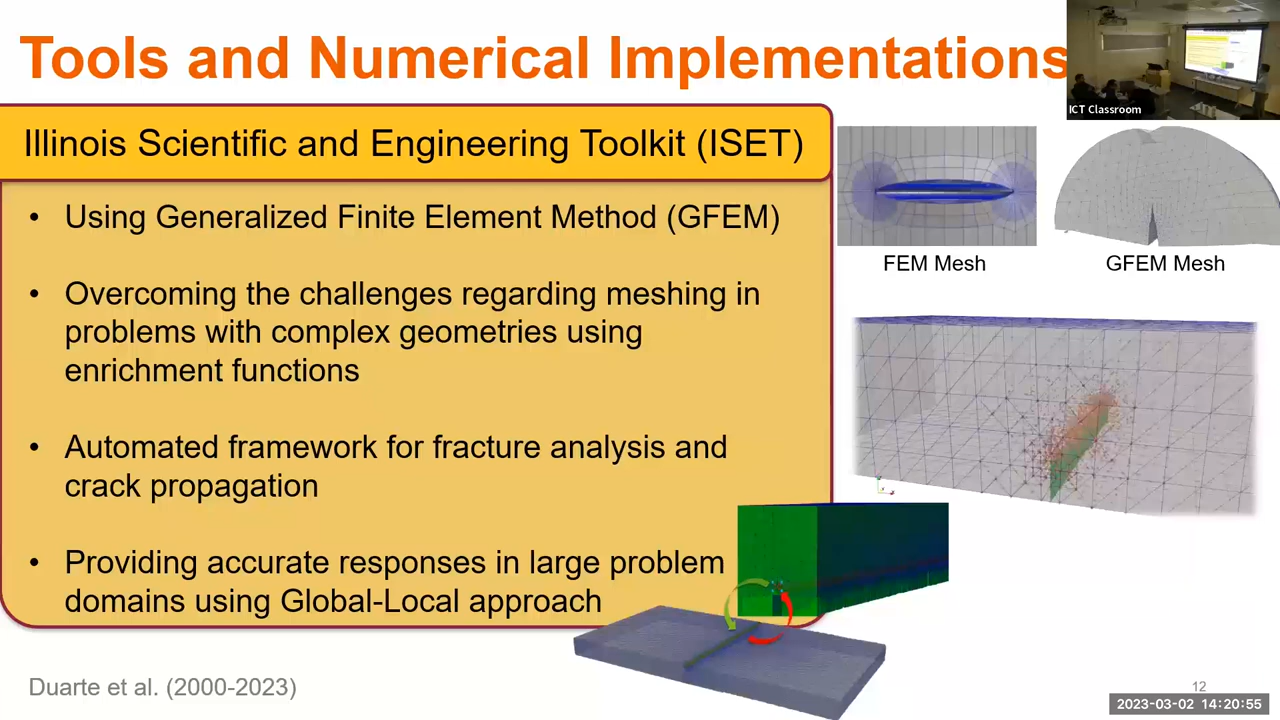 Tools and Numerical Implementations
ICT Classroom
Illinois Scientific and Engineering Toolkit (ISET)
• Using Generalized Finite Element Method (GFEM)
• Overcoming the challenges regarding meshing in
problems with complex geometries using
enrichment functions
• Automated framework for fracture analysis and
crack propagation
• Providing accurate responses in large problem
domains using Global-Local approach
FEM Mesh
GFEM Mesh
Duarte et al. (2000-2023)
12
2023-03-02 14:20:55